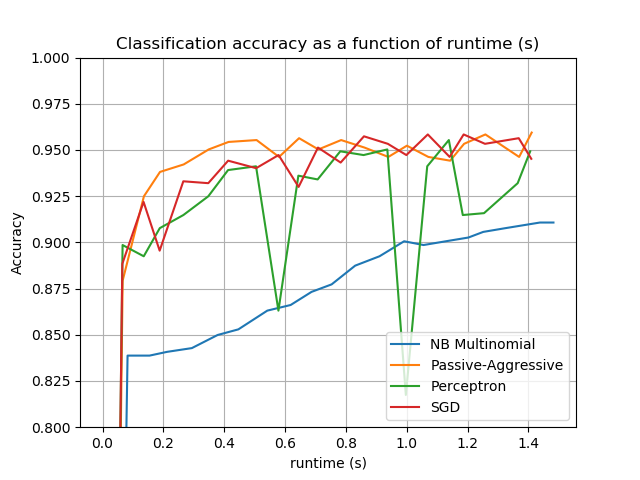 Classification accuracy as a function of runtime (s)
1.000
0.975
0.950
0.925
0.900
0.875
0.850
0.825
0.800
Accuracy
NB Multinomial
Passive-Aggressive
Perceptron
SGD
0.0 0.2 0.4 0.6 0.8 1.0 1.2 1.4
runtime (s)